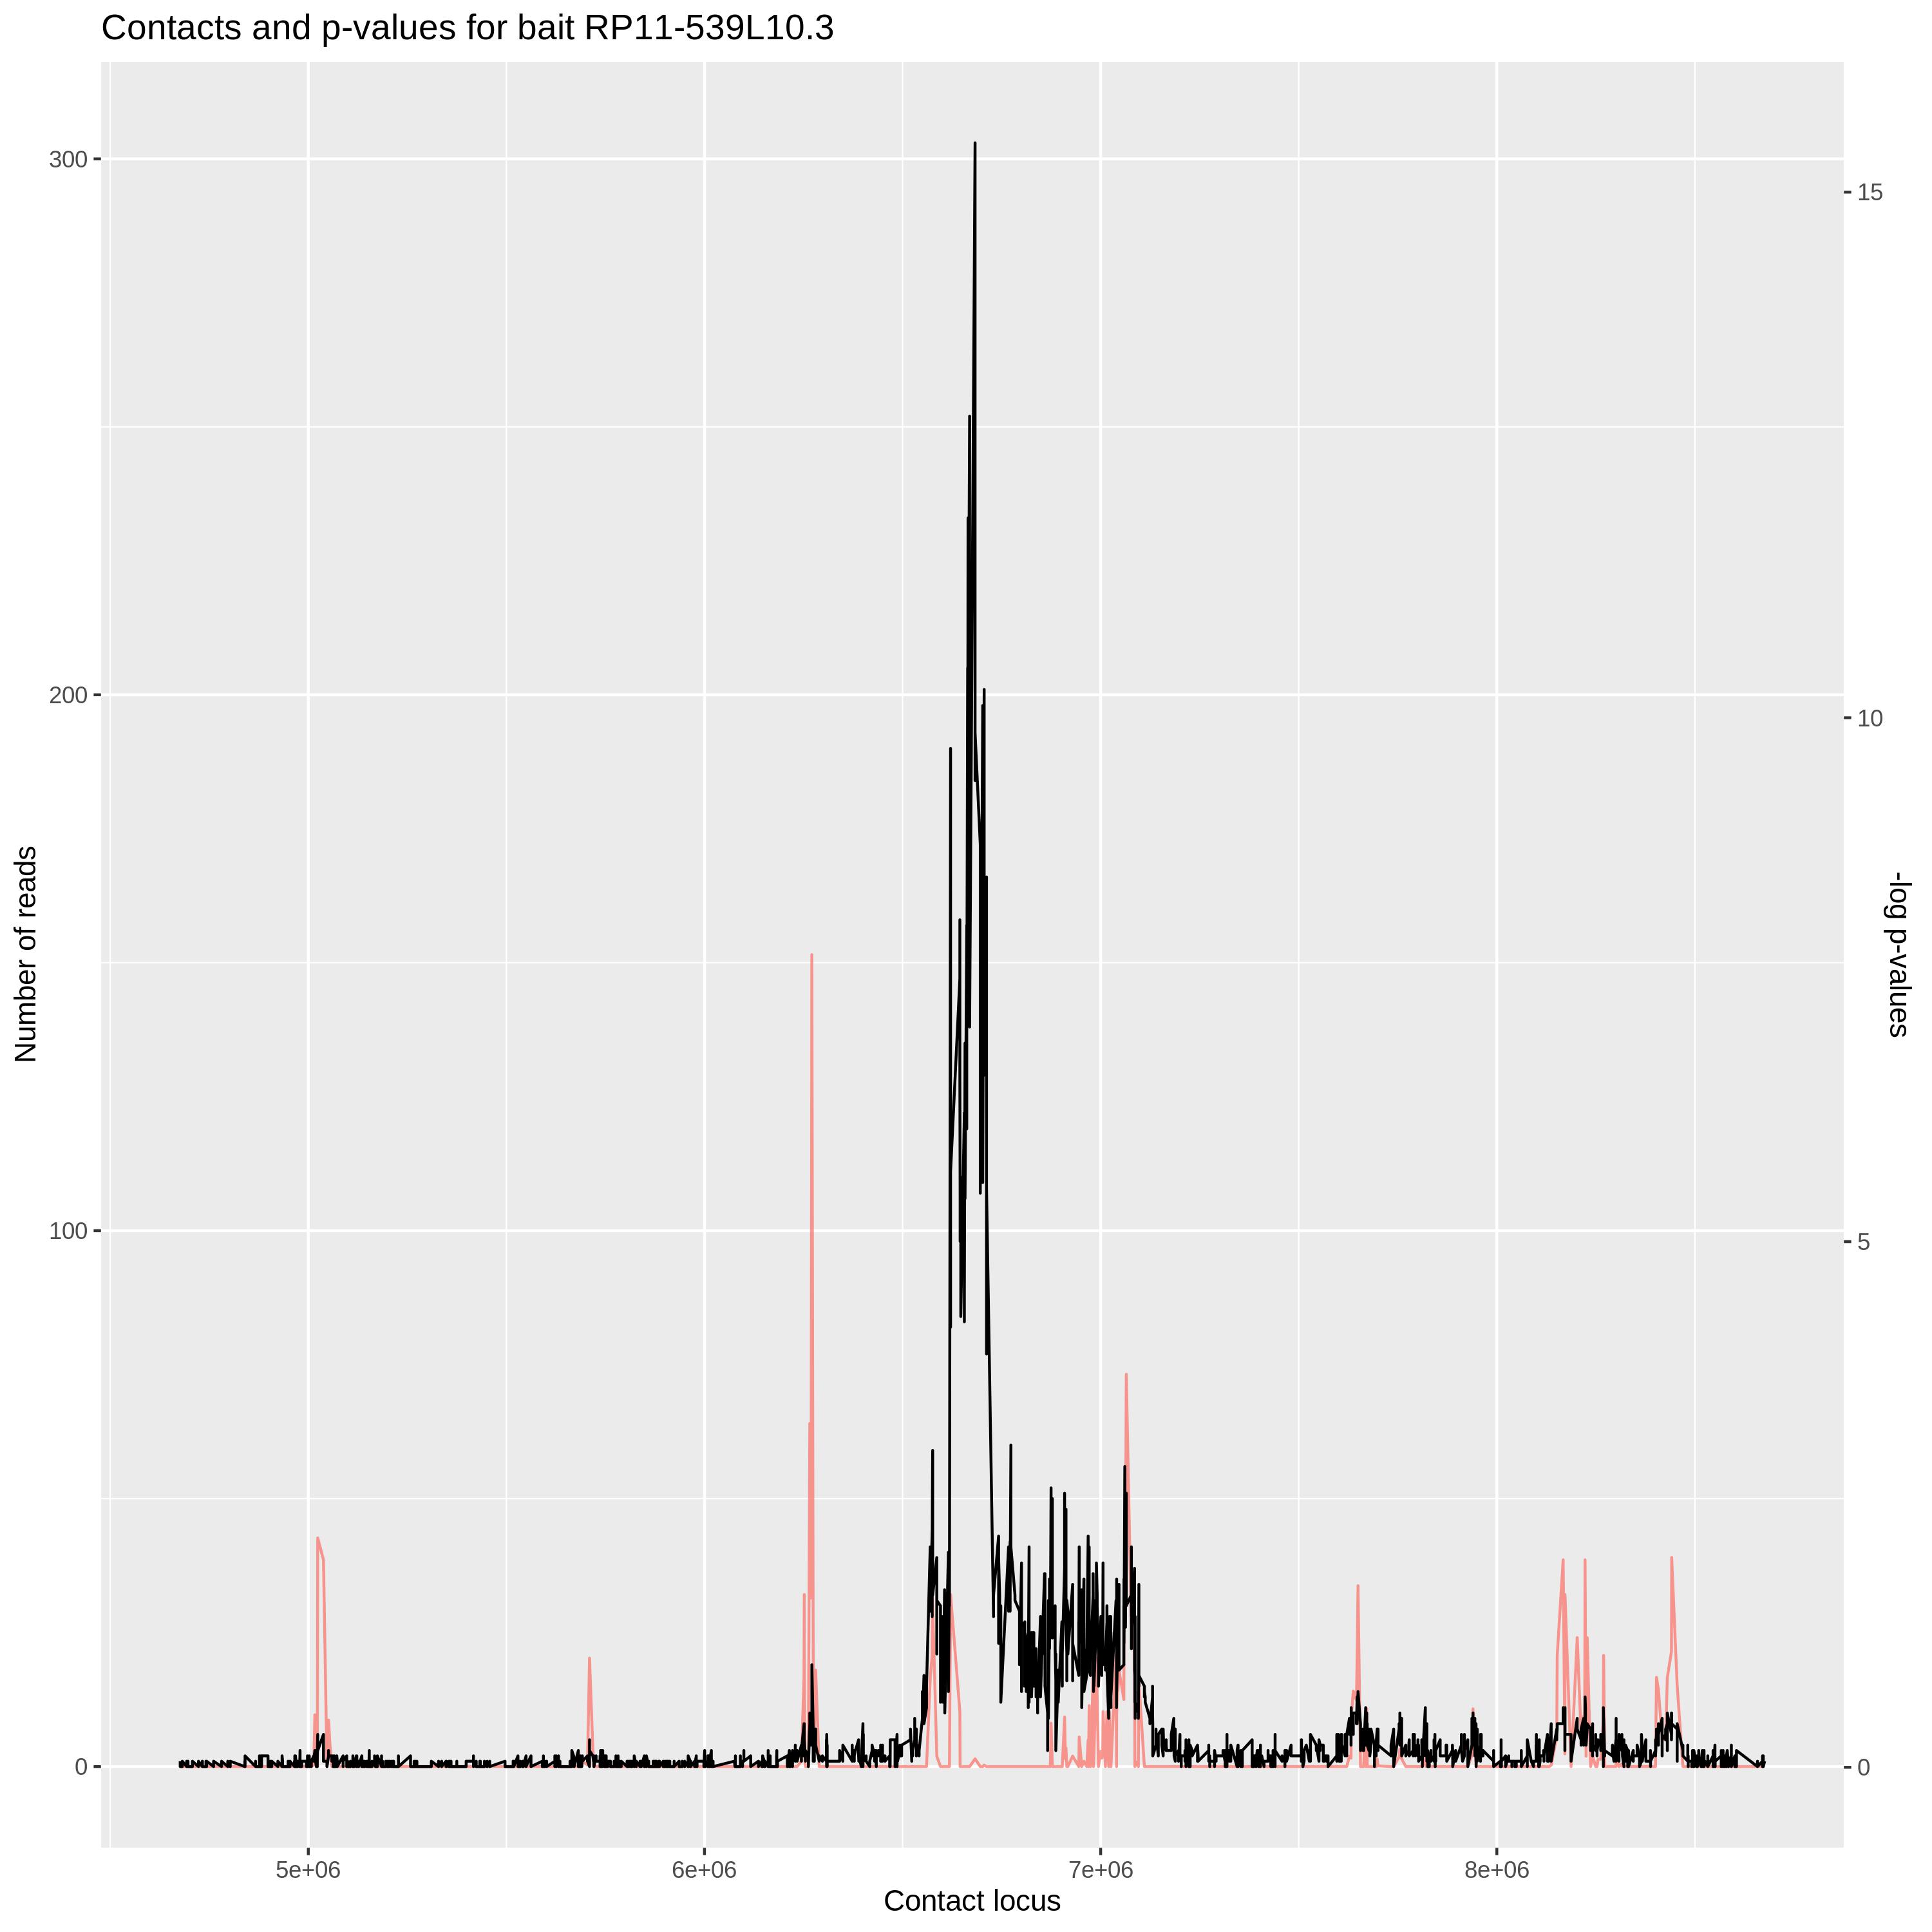 Contacts and p-values for bait RP11-539L10.3
300
200
100
0
15
10
5
0
Number of reads
-log p-values
5e+06 6e+06 7e+06 8e+06
Contact locus